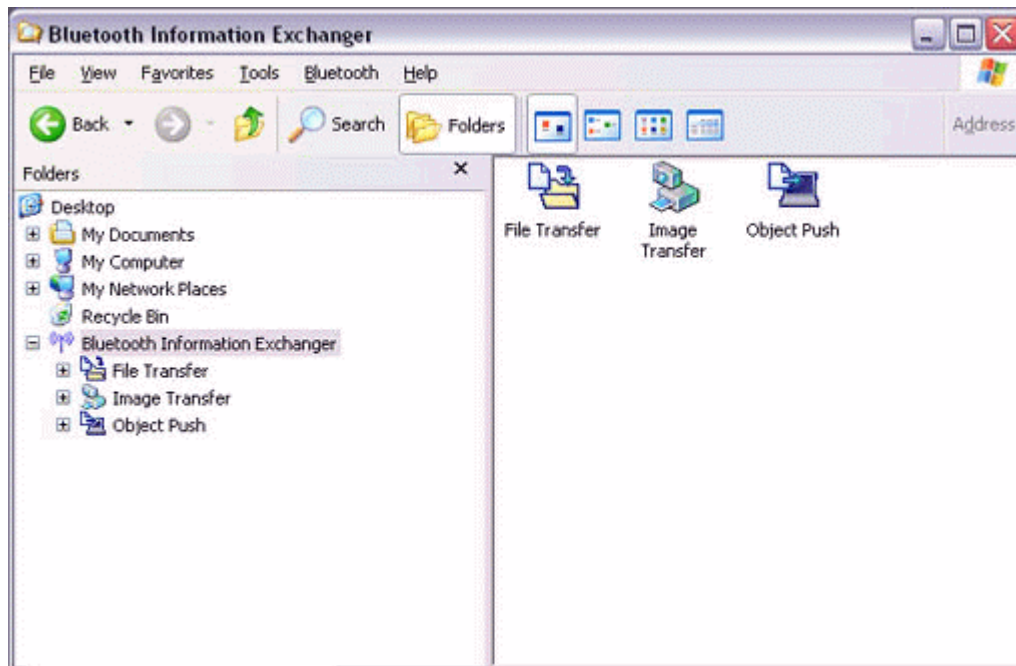 Bluetooth Information Exchanger
File View Favorites Tools Bluetooth Help
Back Search Folders Address
Folders
Desktop
My Documents
My Computer
My Network Places
Recycle Bin
Bluetooth Information Exchanger
File Transfer
Image Transfer
Object Push
File Transfer
Image
Transfer
Object Push